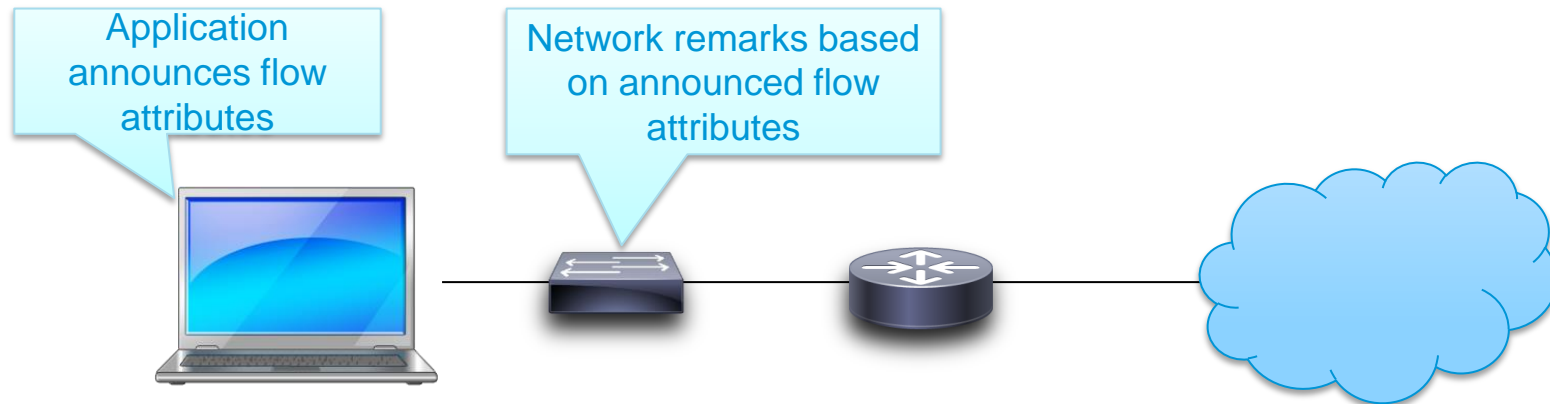 Application
announces flow
attributes
Network remarks based
on announced flow
attributes